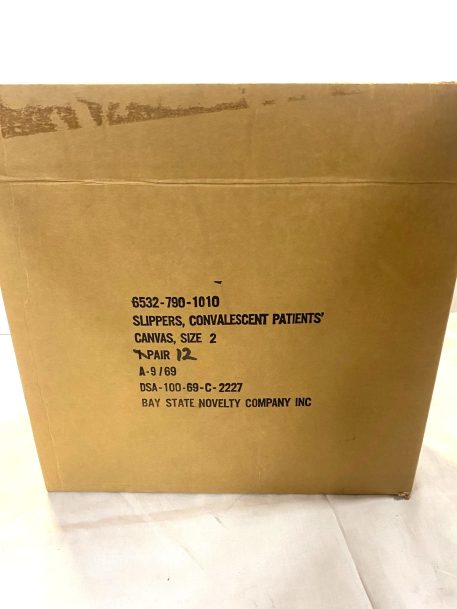 6532-790-1010
SLIPPERS, CONVALESCENT PATIENTS'
CANVAS, SIZE 2
PAIR 12
A-9/69
DSA-100-69-C-2227
BAY STATE NOVELTY COMPANY INC